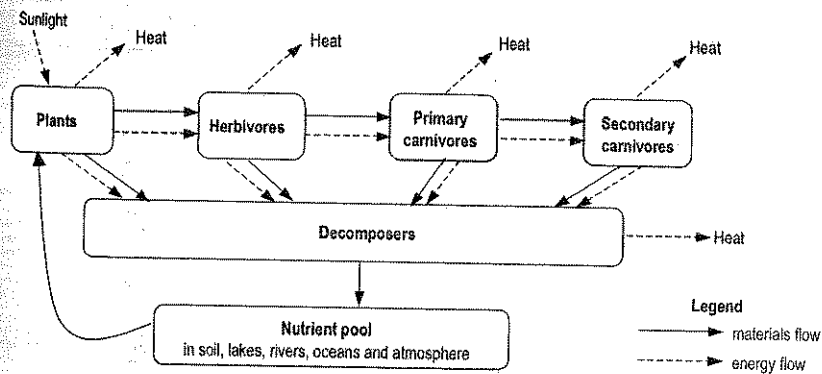 Sunlight
Heat
Heat
Heat
Heat
Plants
Herbivores
Primary
carnivores
Secondary
carnivores
Decomposers
Heat
Nutrient pool
in soil, lakes, rivers, oceans and atmosphere
Legend
materials flow
energy flow